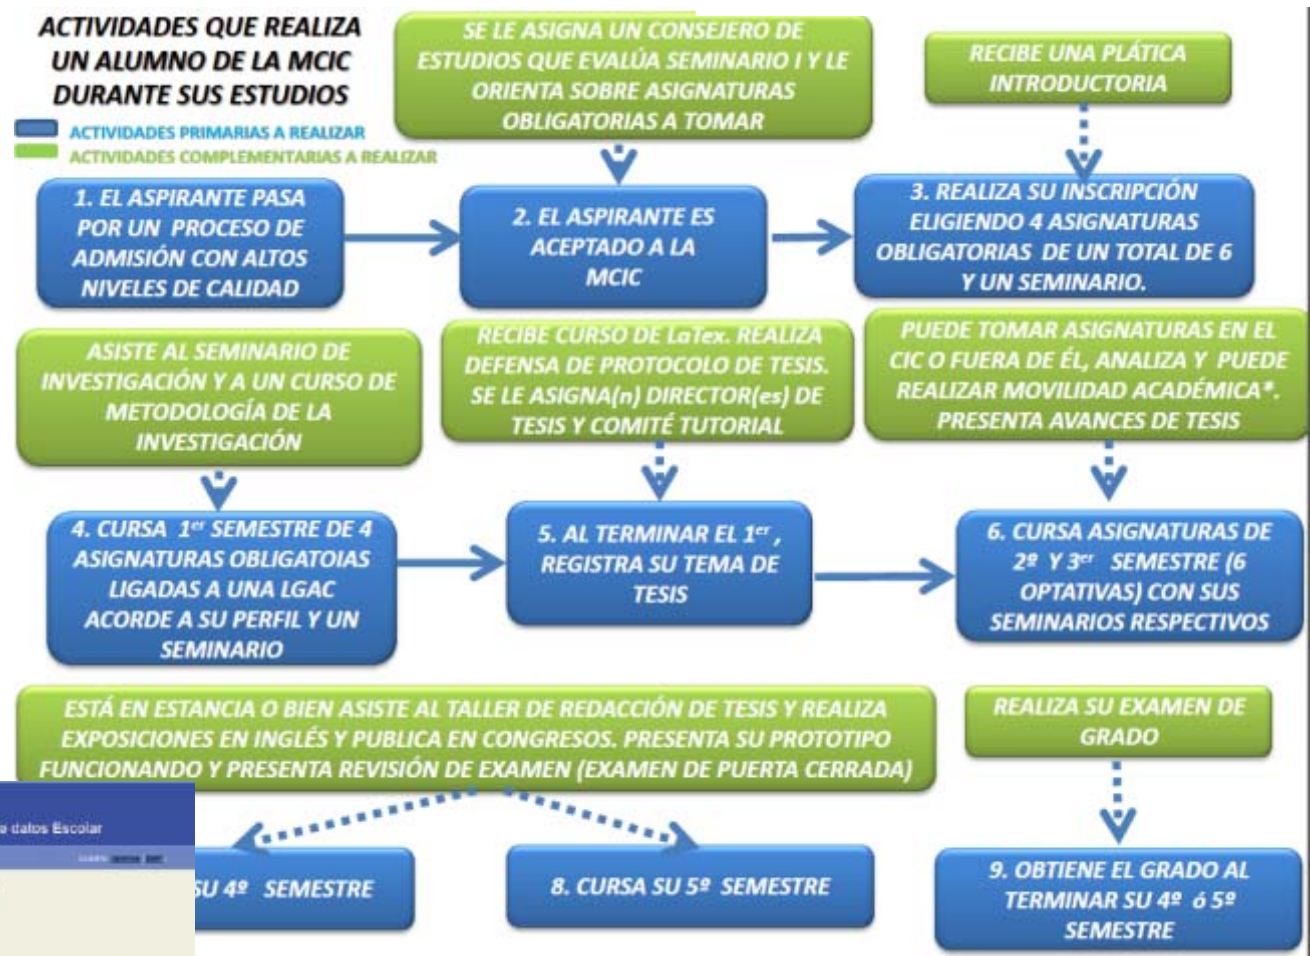 ACTIVIDADES QUE REALIZA
UN ALUMNO DE LA MCIC
DURANTE SUS ESTUDIOS
ACTIVIDADES PRIMARIAS A REALIZAR
ACTIVIDADES COMPLEMENTARIAS A REALIZAR
SE LE ASIGNA UN CONSEJERO DE
ESTUDIOS QUE EVALÚA SEMINARIO I Y LE
ORIENTA SOBRE ASIGNATURAS
OBLIGATORIAS A TOMAR
RECIBE UNA PLÁTICA
INTRODUCTORIA
1. EL ASPIRANTE PASA
POR UN PROCESO DE
ADMISIÓN CON ALTOS
NIVELES DE CALIDAD
2. EL ASPIRANTE ES
ACEPTADO A LA
MCIC
3. REALIZA SU INSCRIPCIÓN
ELIGIENDO 4 ASIGNATURAS
OBLIGATORIAS DE UN TOTAL DE 6
Y UN SEMINARIO.
ASISTE AL SEMINARIO DE
INVESTIGACIÓN Y A UN CURSO DE
METODOLOGÍA DE LA
INVESTIGACIÓN
RECIBE CURSO DE LaTex. REALIZA
DEFENSA DE PROTOCOLO DE TESIS.
SE LE ASIGNA(n) DIRECTOR(es) DE
TESIS Y COMITÉ TUTORIAL
PUEDE TOMAR ASIGNATURAS EN EL
CIC O FUERA DE ÉL, ANALIZA Y PUEDE
REALIZAR MOVILIDAD ACADÉMICA*.
PRESENTA AVANCES DE TESIS
4. CURSA 1er SEMESTRE DE 4
ASIGNATURAS OBLIGATOIAS
LIGADAS A UNA LGAC
ACORDE A SU PERFIL Y UN
SEMINARIO
5. AL TERMINAR EL 1er ,
REGISTRA SU TEMA DE
TESIS
6. CURSA ASIGNATURAS DE
2º Y 3er SEMESTRE (6
OPTATIVAS) CON SUS
SEMINARIOS RESPECTIVOS
ESTÁ EN ESTANCIA O BIEN ASISTE AL TALLER DE REDACCIÓN DE TESIS Y REALIZA
EXPOSICIONES EN INGLÉS Y PUBLICA EN CONGRESOS. PRESENTA SU PROTOTIPO
FUNCIONANDO Y PRESENTA REVISIÓN DE EXAMEN (EXAMEN DE PUERTA CERRADA)
REALIZA SU EXAMEN DE
GRADO
datos Escolar
SU 4º SEMESTRE
8. CURSA SU 5º SEMESTRE
9. OBTIENE EL GRADO AL
TERMINAR SU 4º ó 5º
SEMESTRE